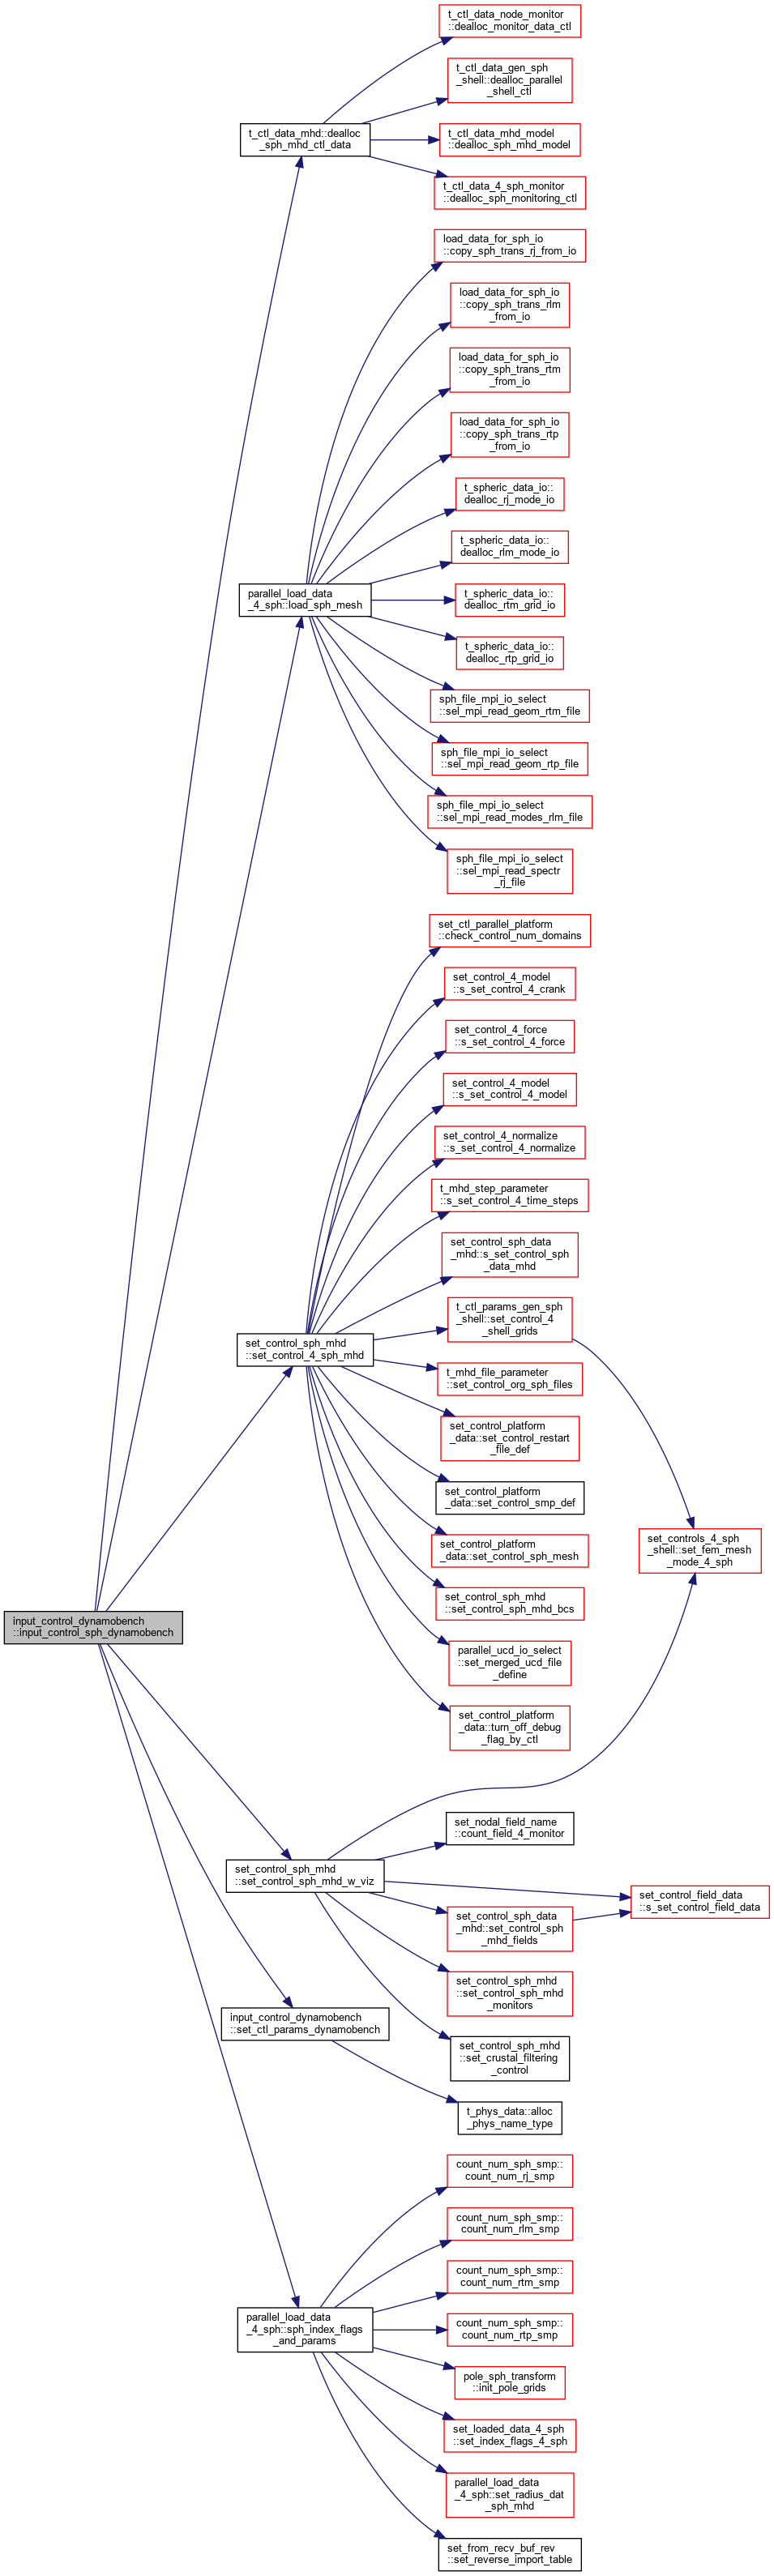 t_ctl_data_node_monitor
::dealloc_monitor_data_ctl
t_ctl_data_gen_sph
_shell::dealloc_parallel
_shell_ctl
t_ctl_data_mhd::dealloc
_sph_mhd_ctl_data
t_ctl_data_mhd_model
::dealloc_sph_mhd_model
t_ctl_data_4_sph_monitor
::dealloc_sph_monitoring_ctl
load_data_for_sph_io
::copy_sph_trans_rj_from_io
load_data_for_sph_io
::copy_sph_trans_rlm
_from_io
load_data_for_sph_io
::copy_sph_trans_rtm
_from_io
load_data_for_sph_io
::copy_sph_trans_rtp
_from_io
t_spheric_data_io::
dealloc_rj_mode_io
t_spheric_data_io::
dealloc_rlm_mode_io
parallel_load_data
_4_sph::load_sph_mesh
t_spheric_data_io::
dealloc_rtm_grid_io
t_spheric_data_io::
dealloc_rtp_grid_io
sph_file_mpi_io_select
::sel_mpi_read_geom_rtm_file
sph_file_mpi_io_select
::sel_mpi_read_geom_rtp_file
sph_file_mpi_io_select
::sel_mpi_read_modes_rlm_file
sph_file_mpi_io_select
::sel_mpi_read_spectr
_rj_file
set_ctl_parallel_platform
::check_control_num_domains
set_control_4_model
::s_set_control_4_crank
set_control_4_force
::s_set_control_4_force
set_control_4_model
::s_set_control_4_model
set_control_4_normalize
::s_set_control_4_normalize
t_mhd_step_parameter
::s_set_control_4_time_steps
set_control_sph_data
_mhd::s_set_control_sph
_data_mhd
t_ctl_params_gen_sph
_shell::set_control_4
_shell_grids
set_control_sph_mhd
::set_control_4_sph_mhd
t_mhd_file_parameter
::set_control_org_sph_files
set_control_platform
_data::set_control_restart
_file_def
set_control_platform
_data::set_control_smp_def
set_control_platform
_data::set_control_sph_mesh
set_controls_4_sph
_shell::set_fem_mesh
_mode_4_sph
set_control_sph_mhd
::set_control_sph_mhd_bcs
input_control_dynamobench
::input_control_sph_dynamobench
parallel_ucd_io_select
::set_merged_ucd_file
_define
set_control_platform
_data::turn_off_debug
_flag_by_ctl
set_nodal_field_name
::count_field_4_monitor
set_control_sph_mhd
::set_control_sph_mhd_w_viz
set_control_field_data
::s_set_control_field_data
set_control_sph_data
_mhd::set_control_sph
_mhd_fields
set_control_sph_mhd
::set_control_sph_mhd
_monitors
input_control_dynamobench
::set_ctl_params_dynamobench
set_control_sph_mhd
::set_crustal_filtering
_control
t_phys_data::alloc
_phys_name_type
count_num_sph_smp::
count_num_rj_smp
count_num_sph_smp::
count_num_rlm_smp
count_num_sph_smp::
count_num_rtm_smp
parallel_load_data
_4_sph::sph_index_flags
_and_params
count_num_sph_smp::
count_num_rtp_smp
pole_sph_transform
::init_pole_grids
set_loaded_data_4_sph
::set_index_flags_4_sph
parallel_load_data
_4_sph::set_radius_dat
_sph_mhd
set_from_recv_buf_rev
::set_reverse_import_table